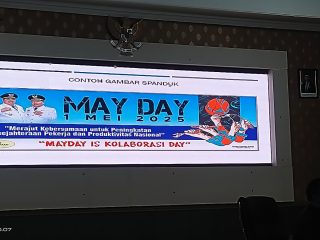 CONTOH GAMBAR SPANDUK
MAY DAY
1 MEI 2025
"Merajut Kebersamaan untuk Peningkatan
Kesejahteraan Pekerja dan Produktivitas Nasional"
"MAYDAY IS KOLABORASI DAY"